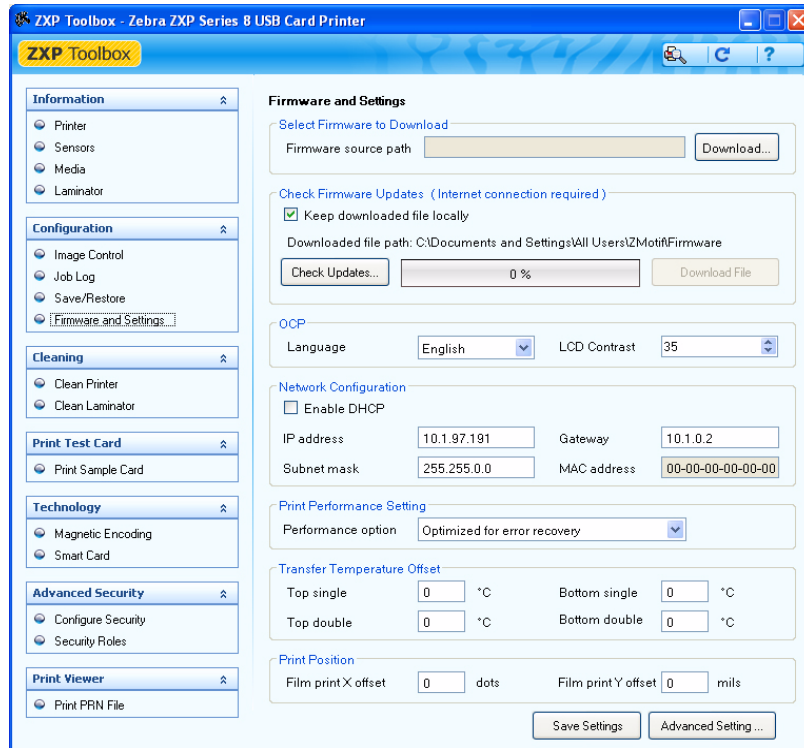 ZXP Toolbox - Zebra ZXP Series 8 USB Card Printer
ZXP Toolbox
Information
Printer
Sensors
Media
Laminator
Configuration
Image Control
Job Log
Save/Restore
Firmware and Settings
Cleaning
Clean Printer
Clean Laminator
Print Test Card
Print Sample Card
Technology
Magnetic Encoding
Smart Card
Advanced Security
Configure Security
Security Roles
Print Viewer
Print PRN File
Firmware and Settings
Select Firmware to Download
Firmware source path Download...
Check Firmware Updates ( Internet connection required )
Keep downloaded file locally
Downloaded file path: C:\Documents and Settings\All Users\ZMotif\Firmware
Check Updates... 0 % Download File
OCP
Language English LCD Contrast 35
Network Configuration
Enable DHCP
IP address 10.1.97.191 Gateway 10.1.0.2
Subnet mask 255.255.0.0 MAC address 00-00-00-00-00-00
Print Performance Setting
Performance option Optimized for error recovery
Transfer Temperature Offset
Top single 0 °C Bottom single 0 °C
Top double 0 °C Bottom double 0 °C
Print Position
Film print X offset 0 dots Film print Y offset 0 mils
Save Settings Advanced Setting ...